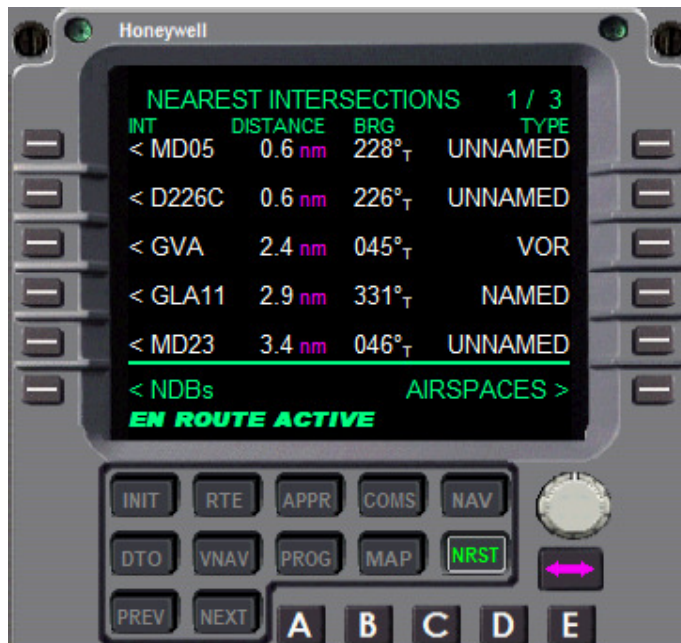 Honeywell
NEAREST INTERSECTIONS 1 / 3
INT DISTANCE BRG TYPE
< MD05 0.6 nm 228°T UNNAMED
< D226C 0.6 nm 226°T UNNAMED
< GVA 2.4 nm 045°T VOR
< GLA11 2.9 nm 331°T NAMED
< MD23 3.4 nm 046°T UNNAMED
< NDBs AIRSPACES >
EN ROUTE ACTIVE
INIT RTE APPR COMS NAV
DTO VNAV PROG MAP NRST
PREV NEXT A B C D E